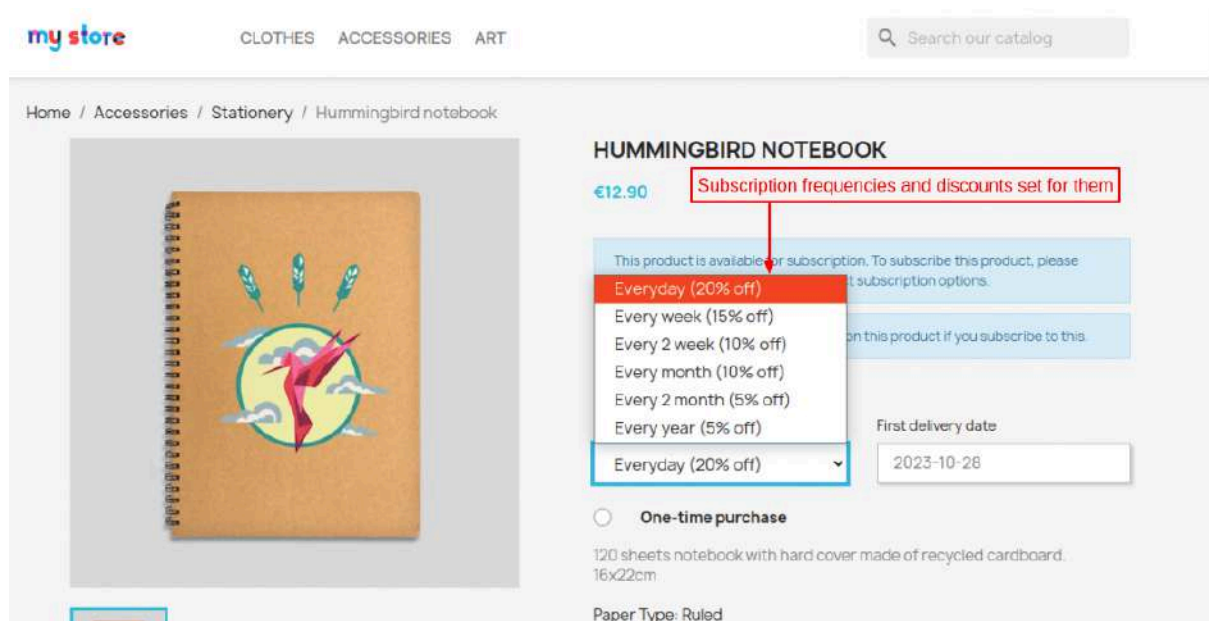 my store
CLOTHES ACCESSORIES ART
Search our catalog
Home / Accessories / Stationery / Hummingbird notebook
HUMMINGBIRD NOTEBOOK
€12.90
Subscription frequencies and discounts set for them
This product is available for subscription. To subscribe this product, please
subscription options.
Everyday (20% off)
Every week (15% off)
Every 2 week (10% off)
on this product if you subscribe to this.
Every month (10% off)
Every 2 month (5% off)
Every year (5% off)
First delivery date
Everyday (20% off)
2023-10-28
One-time purchase
120 sheets notebook with hard cover made of recycled cardboard.
16x22cm
Paper Type: Ruled